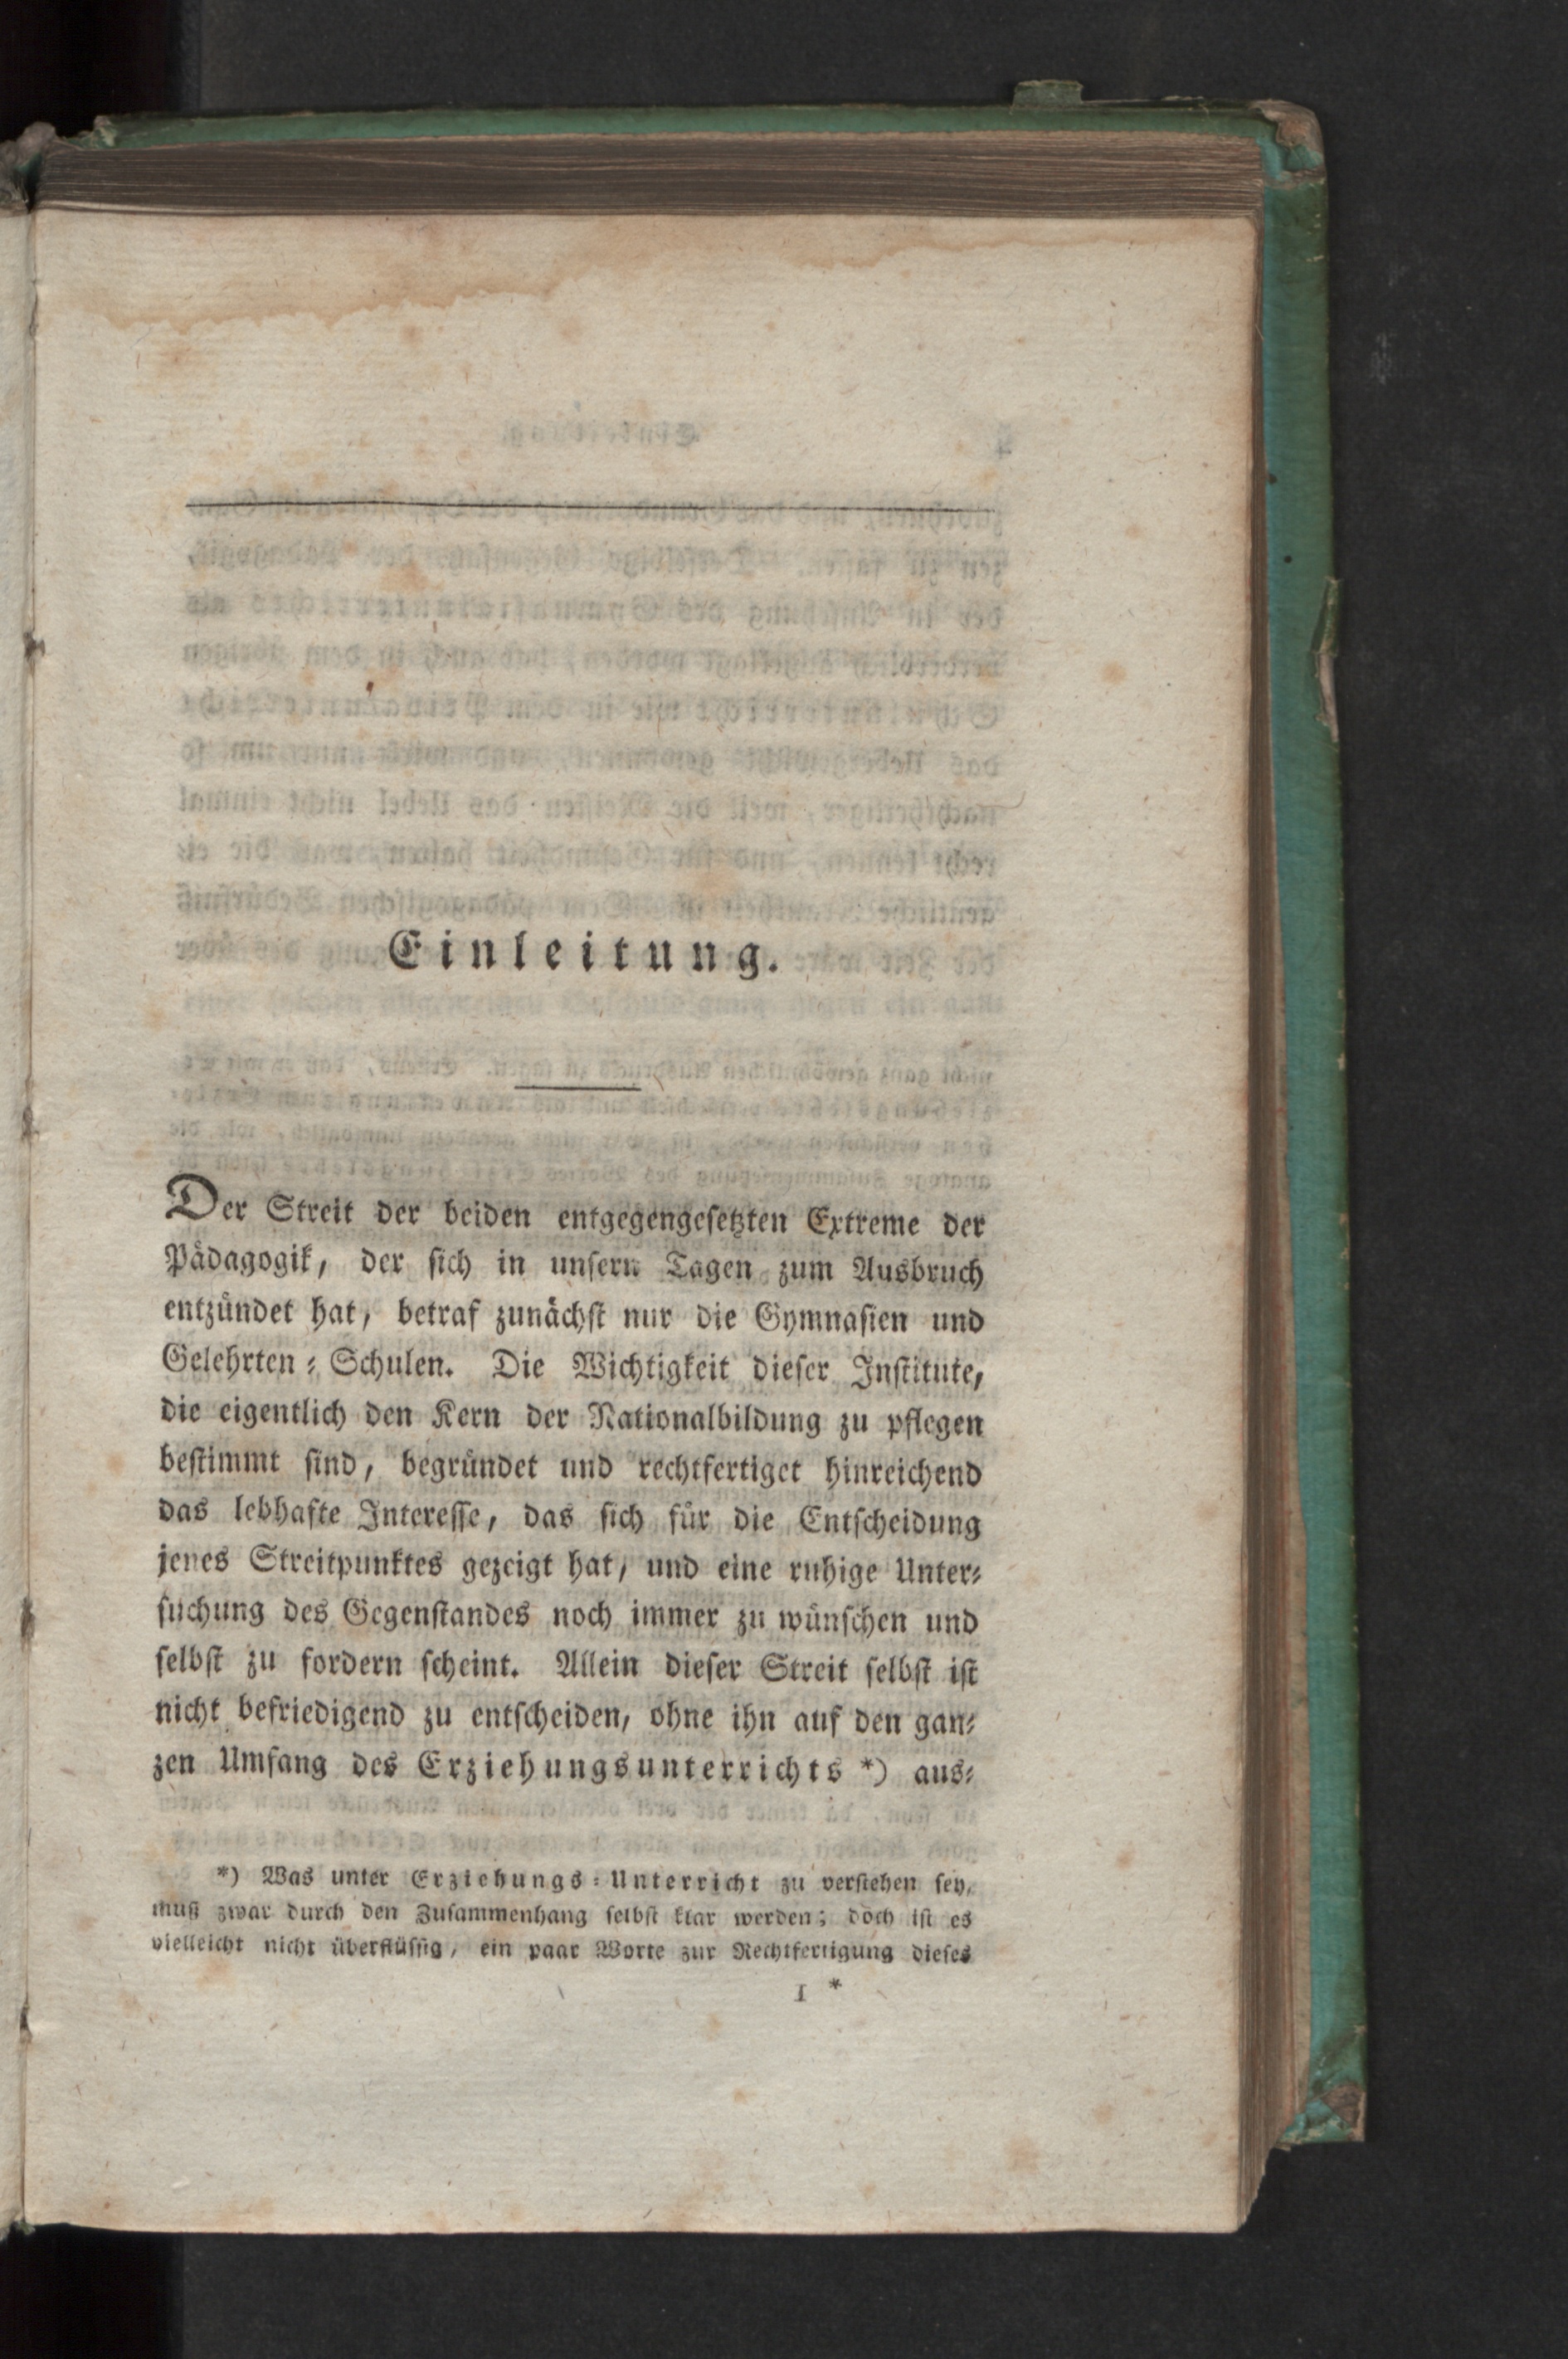 Einleitung.
Der Streit der beiden entgegengesetzten Extreme der
Pädagogik, der sich in unsern Tagen zum Ausbruch
entzündet hat, betraf zunächst nur die Gymnasien und
Gelehrten-Schulen. Die Wichtigkeit dieser Institute,
die eigentlich den Kern der Nationalbildung zu pflegen
bestimmt sind, begründet und rechtfertiget hinreichend
das lebhafte Interesse, das sich für die Entscheidung
jenes Streitpunktes gezeigt hat, und eine ruhige Unter-
suchung des Gegenstandes noch immer zu wünschen und
selbst zu fordern scheint. Allein dieser Streit selbst ist
nicht befriedigend zu entscheiden, ohne ihn auf den gan-
zen Umfang des Erziehungsunterrichts *) aus-
*) Was unter Erziehungs-Unterricht zu verstehen sey,
muß zwar durch den Zusammenhang selbst klar werden; doch ist es
vielleicht nicht überflüssig, ein paar Worte zur Rechtfertigung dieses
1 *